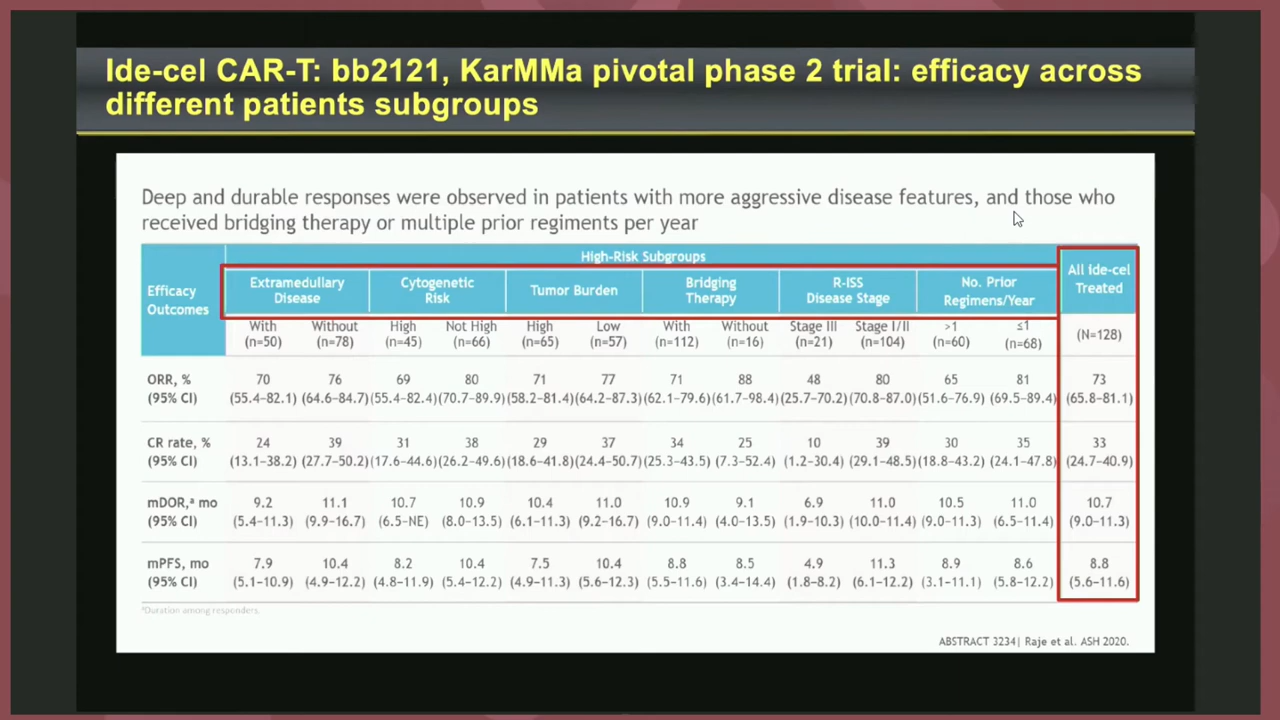 Ide-cel CAR-T: bb2121, KarMMa pivotal phase 2 trial: efficacy across
different patients subgroups
Deep and durable responses were observed in patients with more aggressive disease features, and those who
received bridging therapy or multiple prior regiments per year
Efficacy Outcomes High-Risk Subgroups All Ide-cel Treated
Extramedullary Disease Cytogenetic Risk Tumor Burden Bridging Therapy R-ISS Disease Stage No. Prior Regimens/Year
With Without High Not High High Low With Without Stage III Stage I/II >1 ≤1 (N=128)
(n=50) (n=78) (n=45) (n=66) (n=65) (n=57) (n=112) (n=16) (n=21) (n=104) (n=60) (n=68)
ORR, % 70 76 69 80 71 77 71 88 48 80 65 81 73
(95% CI) (55.4–82.1) (64.6–84.7) (55.4–82.4) (70.7–89.9) (58.2–81.4) (64.2–87.3) (62.1–79.6) (61.7–98.4) (25.7–70.2) (70.8–87.0) (51.6–76.9) (69.5–89.4) (65.8–81.1)
CR rate, % 24 39 31 38 29 37 34 25 10 39 30 35 33
(95% CI) (13.1–38.2) (27.7–50.2) (17.6–44.6) (26.2–49.6) (18.6–41.8) (24.4–50.7) (25.3–43.5) (7.3–52.4) (1.2–30.4) (29.1–48.5) (18.8–43.2) (24.1–47.8) (24.7–40.9)
mDOR,ᵃ mo 9.2 11.1 10.7 10.9 10.4 11.0 10.9 9.1 6.9 11.0 10.5 11.0 10.7
(95% CI) (5.4–11.3) (9.9–16.7) (6.5–NE) (8.0–13.5) (6.1–11.3) (9.2–16.7) (9.0–11.4) (4.0–13.5) (1.9–10.3) (10.0–11.4) (9.0–11.3) (6.5–11.4) (9.0–11.3)
mPFS, mo 7.9 10.4 8.2 10.4 7.5 10.4 8.8 8.5 4.9 11.3 8.9 8.6 8.8
(95% CI) (5.1–10.9) (4.9–12.2) (4.8–11.9) (5.4–12.2) (4.9–11.3) (5.6–12.3) (5.5–11.6) (3.4–14.4) (1.8–8.2) (6.1–12.2) (3.1–11.1) (5.8–12.2) (5.6–11.6)
ᵃDuration among responders.
ABSTRACT 3234| Raje et al. ASH 2020.